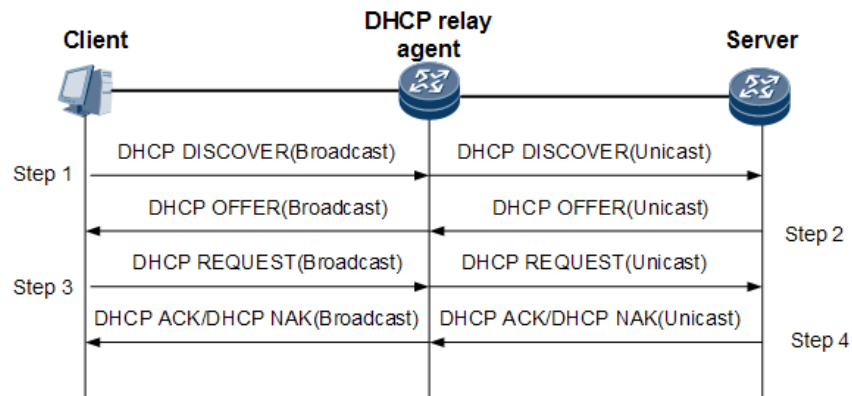 Client
DHCP relay
agent
Server
DHCP DISCOVER(Broadcast)
DHCP DISCOVER(Unicast)
Step 1
DHCP OFFER(Broadcast)
DHCP OFFER(Unicast)
Step 2
DHCP REQUEST(Broadcast)
DHCP REQUEST(Unicast)
Step 3
DHCP ACK/DHCP NAK(Broadcast)
DHCP ACK/DHCP NAK(Unicast)
Step 4